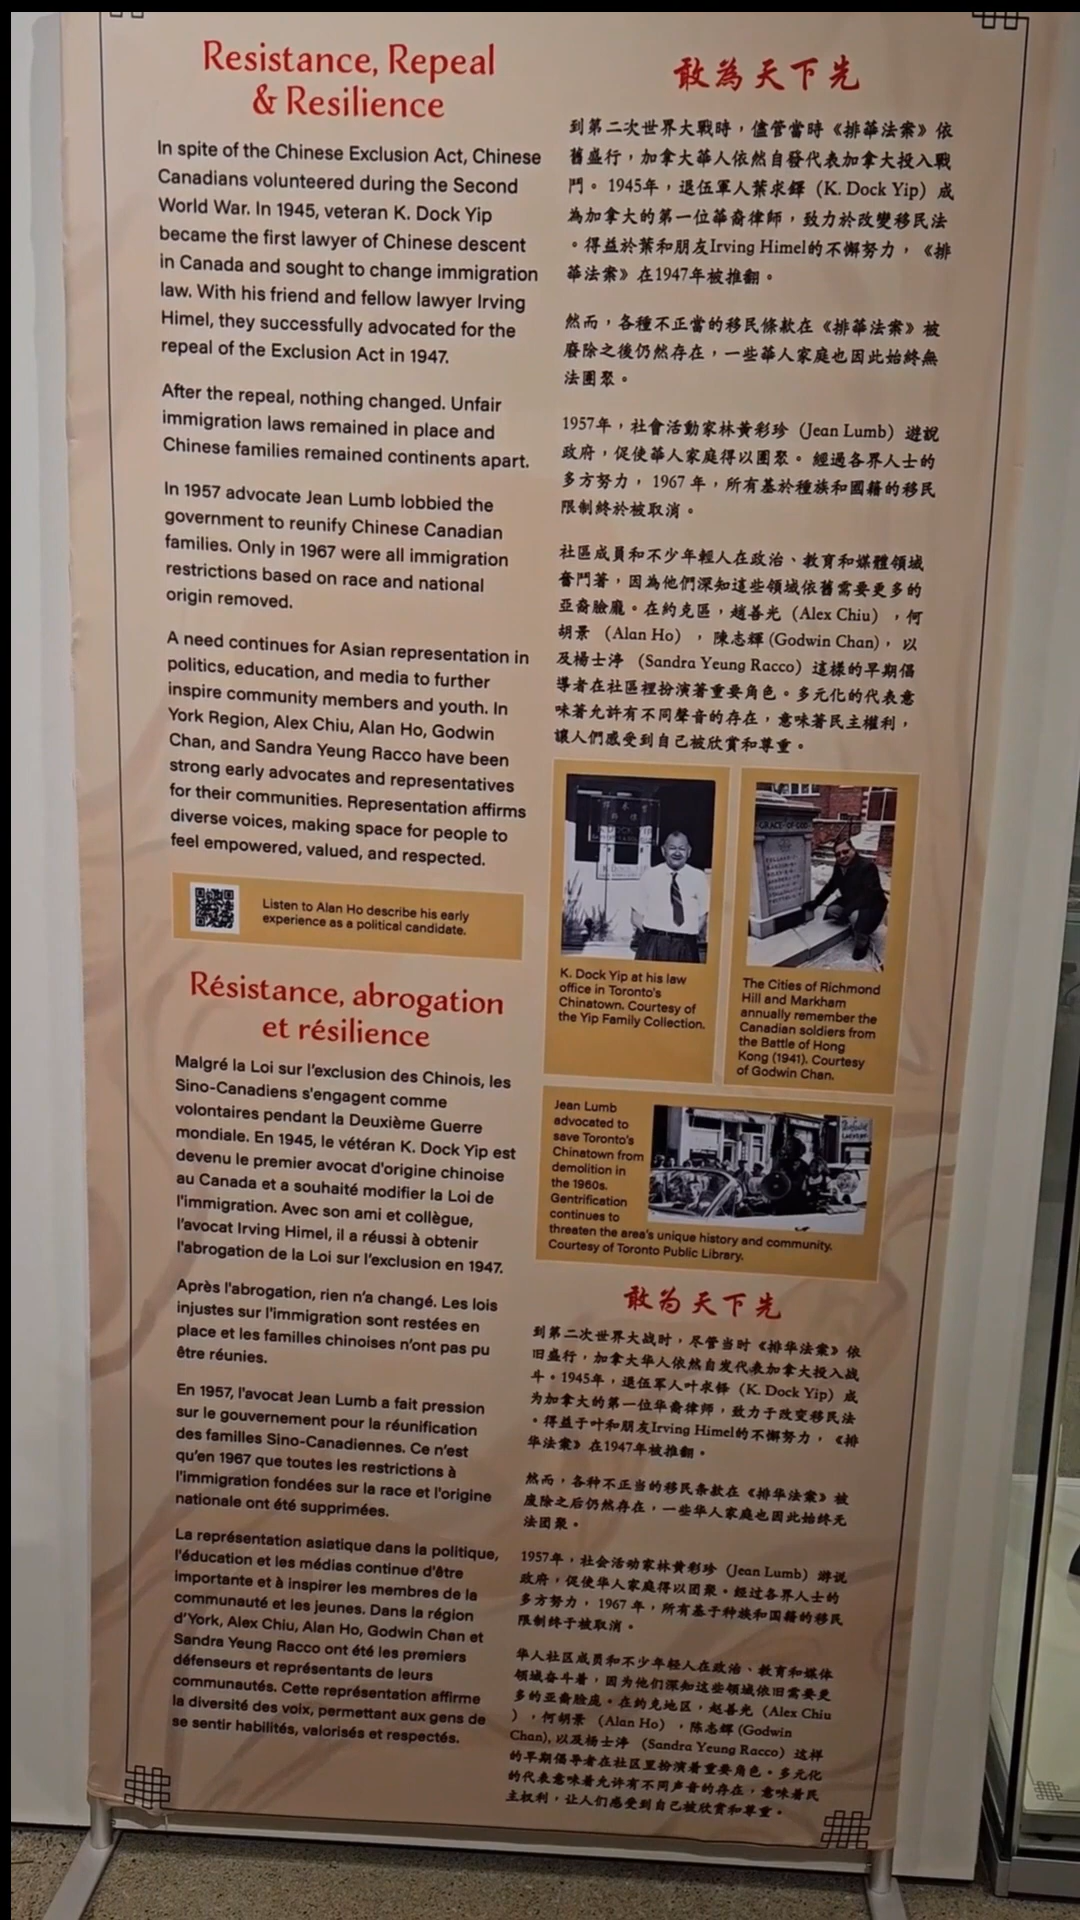 Resistance, Repeal
& Resilience
In spite of the Chinese Exclusion Act, Chinese
Canadians volunteered during the Second
World War. In 1945, veteran K. Dock Yip
became the first lawyer of Chinese descent
in Canada and sought to change immigration
law. With his friend and fellow lawyer Irving
Himel, they successfully advocated for the
repeal of the Exclusion Act in 1947.
After the repeal, nothing changed. Unfair
immigration laws remained in place and
Chinese families remained continents apart.
In 1957 advocate Jean Lumb lobbied the
government to reunify Chinese Canadian
families. Only in 1967 were all immigration
restrictions based on race and national
origin removed.
A need continues for Asian representation in
politics, education, and media to further
inspire community members and youth. In
York Region, Alex Chiu, Alan Ho, Godwin
Chan, and Sandra Yeung Racco have been
strong early advocates and representatives
for their communities. Representation affirms
diverse voices, making space for people to
feel empowered, valued, and respected.
Listen to Alan Ho describe his early
experience as a political candidate.
Résistance, abrogation
et résilience
Malgré la Loi sur l'exclusion des Chinois, les
Sino-Canadiens s'engagent comme
volontaires pendant la Deuxième Guerre
mondiale. En 1945, le vétéran K. Dock Yip est
devenu le premier avocat d'origine chinoise
au Canada et a souhaité modifier la Loi de
l'immigration. Avec son ami et collègue,
l'avocat Irving Himel, il a réussi à obtenir
l'abrogation de la Loi sur l'exclusion en 1947.
Après l'abrogation, rien n'a changé. Les lois
injustes sur l'immigration sont restées en
place et les familles chinoises n'ont pas pu
être réunies.
En 1957, l'avocat Jean Lumb a fait pression
sur le gouvernement pour la réunification
des familles Sino-Canadiennes. Ce n'est
qu'en 1967 que toutes les restrictions à
l'immigration fondées sur la race et l'origine
nationale ont été supprimées.
La représentation asiatique dans la politique,
l'éducation et les médias continue d'être
importante et à inspirer les membres de la
communauté et les jeunes. Dans la région
d'York, Alex Chiu, Alan Ho, Godwin Chan et
Sandra Yeung Racco ont été les premiers
défenseurs et représentants de leurs
communautés. Cette représentation affirme
la diversité des voix, permettant aux gens de
se sentir habilités, valorisés et respectés.
敢為天下先
到第二次世界大戰時，儘管當時《排華法案》依
舊盛行，加拿大華人依然自發代表加拿大投入戰
鬥。1945年，退伍軍人葉求鐸（K. Dock Yip）成
為加拿大的第一位華裔律師，致力於改變移民法
。得益於葉和朋友Irving Himel的不懈努力，《排
華法案》在1947年被推翻。
然而，各種不正當的移民條款在《排華法案》被
廢除之後仍然存在，一些華人家庭也因此始終無
法團聚。
1957年，社會活動家林黃彩珍（Jean Lumb）遊說
政府，促使華人家庭得以團聚。經過各界人士的
多方努力，1967 年，所有基於種族和國籍的移民
限制終於被取消。
社區成員和不少年輕人在政治、教育和媒體領域
奮鬥著，因為他們深知這些領域依舊需要更多的
亞裔臉龐。在約克區，趙善光（Alex Chiu），何
胡景（Alan Ho），陳志輝 (Godwin Chan)，以
及楊士渟（Sandra Yeung Racco）這樣的早期倡
導者在社區裡扮演著重要角色。多元化的代表意
味著允許有不同聲音的存在，意味著民主權利，
讓人們感受到自己被欣賞和尊重。
K. Dock Yip at his law
office in Toronto's
Chinatown. Courtesy of
the Yip Family Collection.
GRACE OF GOD
The Cities of Richmond
Hill and Markham
annually remember the
Canadian soldiers from
the Battle of Hong
Kong (1941). Courtesy
of Godwin Chan.
Jean Lumb
advocated to
save Toronto's
Chinatown from
demolition in
the 1960s.
Gentrification
continues to
threaten the area's unique history and community.
Courtesy of Toronto Public Library.
敢为天下先
到第二次世界大战时，尽管当时《排华法案》依
旧盛行，加拿大华人依然自发代表加拿大投入战
斗。1945年，退伍军人叶求铎（K. Dock Yip）成
为加拿大的第一位华裔律师，致力于改变移民法
。得益于叶和朋友Irving Himel的不懈努力，《排
华法案》在1947年被推翻。
然而，各种不正当的移民条款在《排华法案》被
废除之后仍然存在，一些华人家庭也因此始终无
法团聚。
1957年，社会活动家林黄彩珍（Jean Lumb）游说
政府，促使华人家庭得以团聚。经过各界人士的
多方努力，1967 年，所有基于种族和国籍的移民
限制终于被取消。
华人社区成员和不少年轻人在政治、教育和媒体
领域奋斗着，因为他们深知这些领域依旧需要更
多的亚裔脸庞。在约克地区，赵善光（Alex Chiu
），何胡景（Alan Ho），陈志辉 (Godwin
Chan), 以及杨士渟（Sandra Yeung Racco）这样
的早期倡导者在社区里扮演着重要角色。多元化
的代表意味着允许有不同声音的存在，意味着民
主权利，让人们感受到自己被欣赏和尊重。